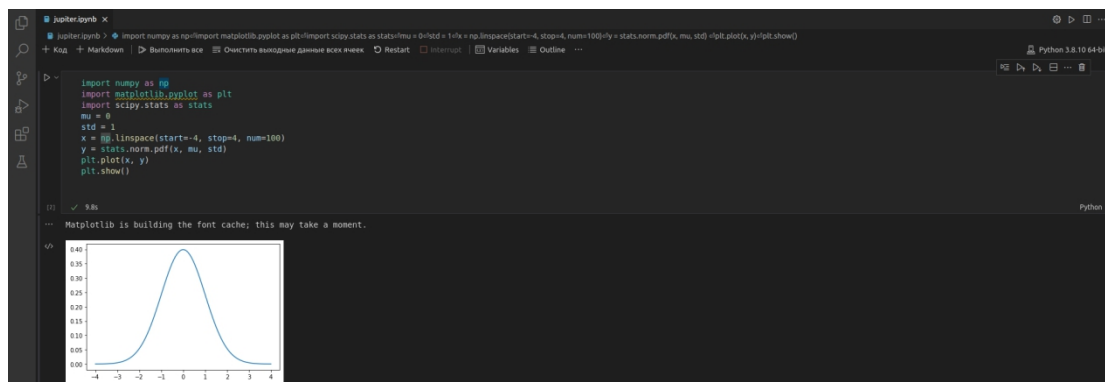 jupiter.ipynb
jupiter.ipynb > import numpy as np import matplotlib.pyplot as plt import scipy.stats as stats mu = 0 std = 1 x = np.linspace(start=-4, stop=4, num=100) y = stats.norm.pdf(x, mu, std) plt.plot(x, y) plt.show()
+ Код + Markdown Выполнить все Очистить выходные данные всех ячеек Restart Interrupt Variables Outline ... Python 3.8.10 64-bi
import numpy as np
import matplotlib.pyplot as plt
import scipy.stats as stats
mu = 0
std = 1
x = np.linspace(start=-4, stop=4, num=100)
y = stats.norm.pdf(x, mu, std)
plt.plot(x, y)
plt.show()
[2] 9.8s Python
Matplotlib is building the font cache; this may take a moment.
0.40
0.35
0.30
0.25
0.20
0.15
0.10
0.05
0.00
-4 -3 -2 -1 0 1 2 3 4